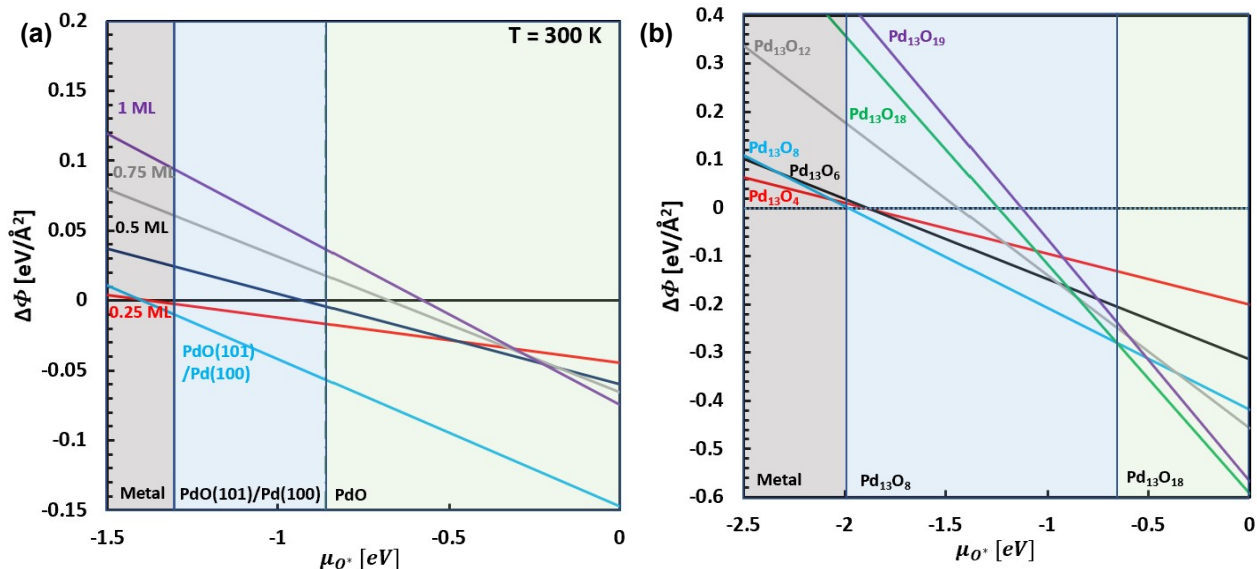 (a)
T = 300 K
0.2
0.15
0.1
0.05
0
-0.05
-0.1
-0.15
ΔΦ [eV/Å²]
1 ML
0.75 ML
0.5 ML
0.25 ML
PdO(101)
/Pd(100)
Metal
PdO(101)/Pd(100)
PdO
-1.5
-1
-0.5
0
μ_O* [eV]
(b)
0.4
0.3
0.2
0.1
0
-0.1
-0.2
-0.3
-0.4
-0.5
-0.6
ΔΦ [eV/Å²]
Pd₁₃O₁₉
Pd₁₃O₁₂
Pd₁₃O₁₈
Pd₁₃O₈
Pd₁₃O₆
Pd₁₃O₄
Pd₁₃O₁₈
Metal
Pd₁₃O₈
-2.5
-2
-1.5
-1
-0.5
0
μ_O* [eV]